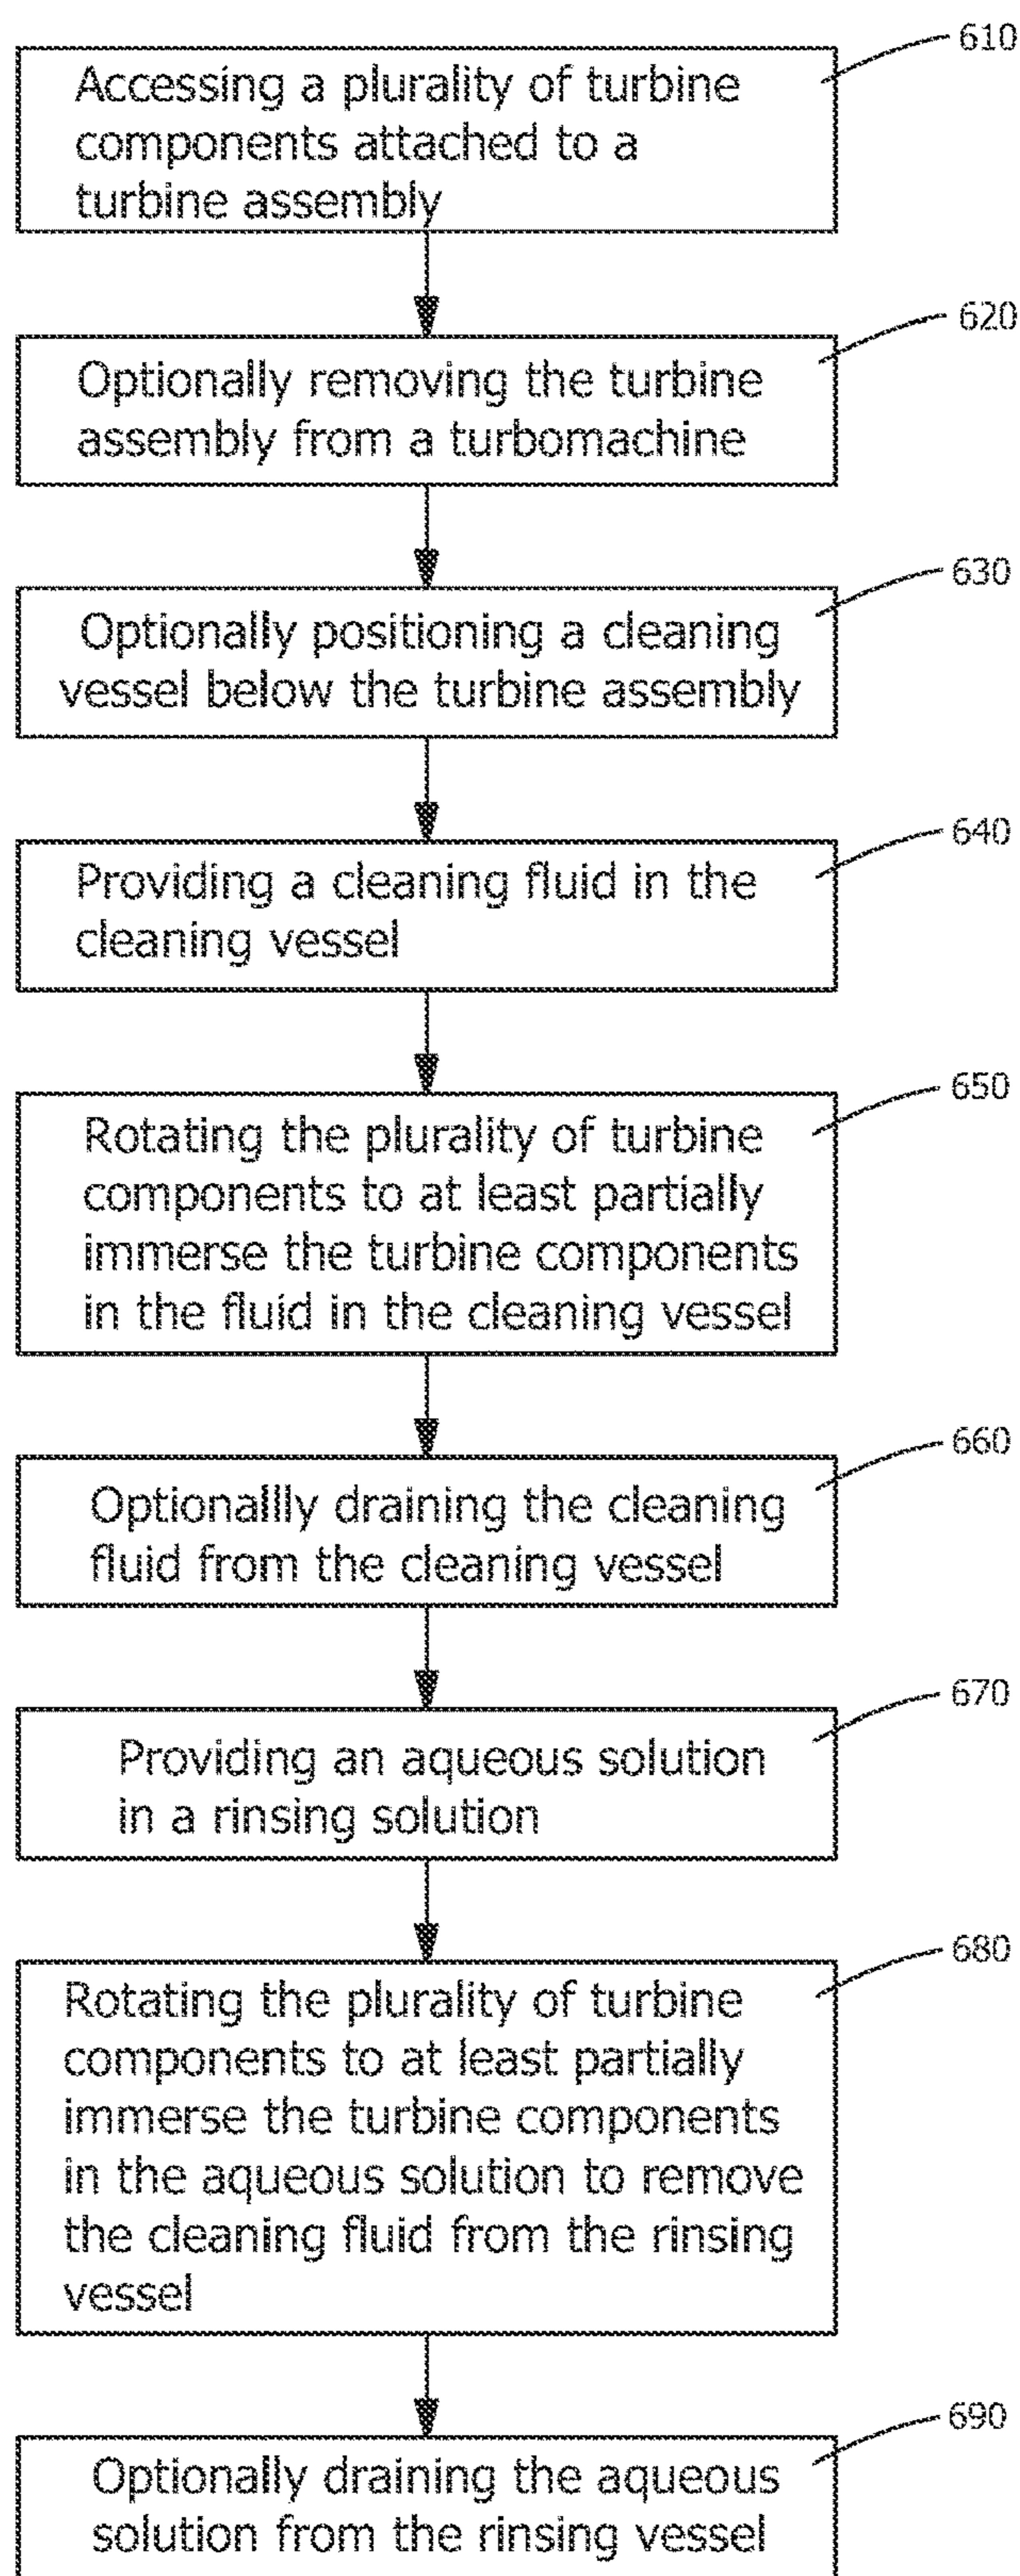 610
Accessing a plurality of turbine
components attached to a
turbine assembly
620
Optionally removing the turbine
assembly from a turbomachine
630
Optionally positioning a cleaning
vessel below the turbine assembly
640
Providing a cleaning fluid in the
cleaning vessel
650
Rotating the plurality of turbine
components to at least partially
immerse the turbine components
in the fluid in the cleaning vessel
660
Optionallly draining the cleaning
fluid from the cleaning vessel
670
Providing an aqueous solution
in a rinsing solution
680
Rotating the plurality of turbine
components to at least partially
immerse the turbine components
in the aqueous solution to remove
the cleaning fluid from the rinsing
vessel
690
Optionally draining the aqueous
solution from the rinsing vessel